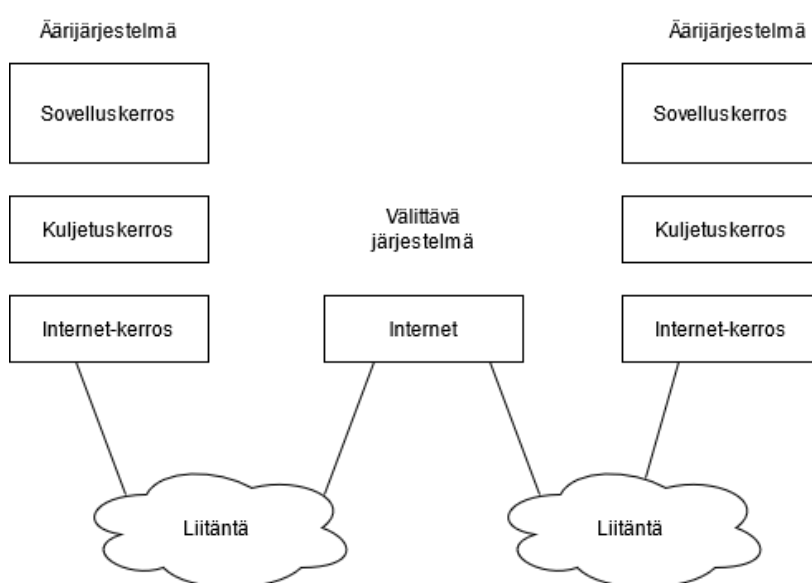 Äärijärjestelmä
Äärijärjestelmä
Sovelluskerros
Sovelluskerros
Kuljetuskerros
Välittävä
järjestelmä
Kuljetuskerros
Internet-kerros
Internet
Internet-kerros
Liitäntä
Liitäntä